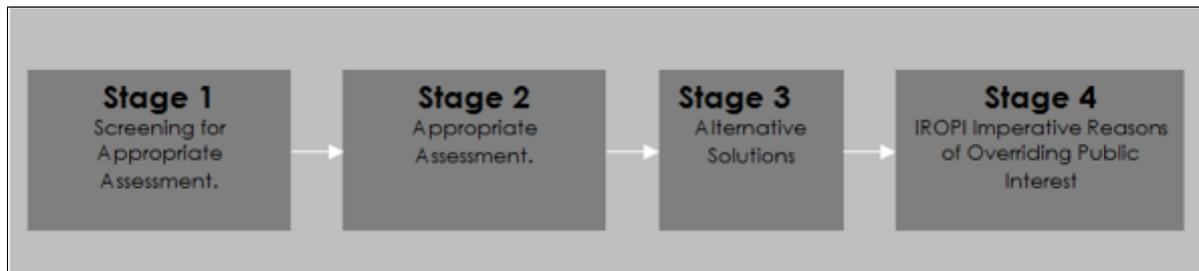 Stage 1
Screening for
Appropriate
Assessment.
Stage 2
Appropriate
Assessment.
Stage 3
Alternative
Solutions
Stage 4
IROPI Imperative Reasons
of Overriding Public
Interest